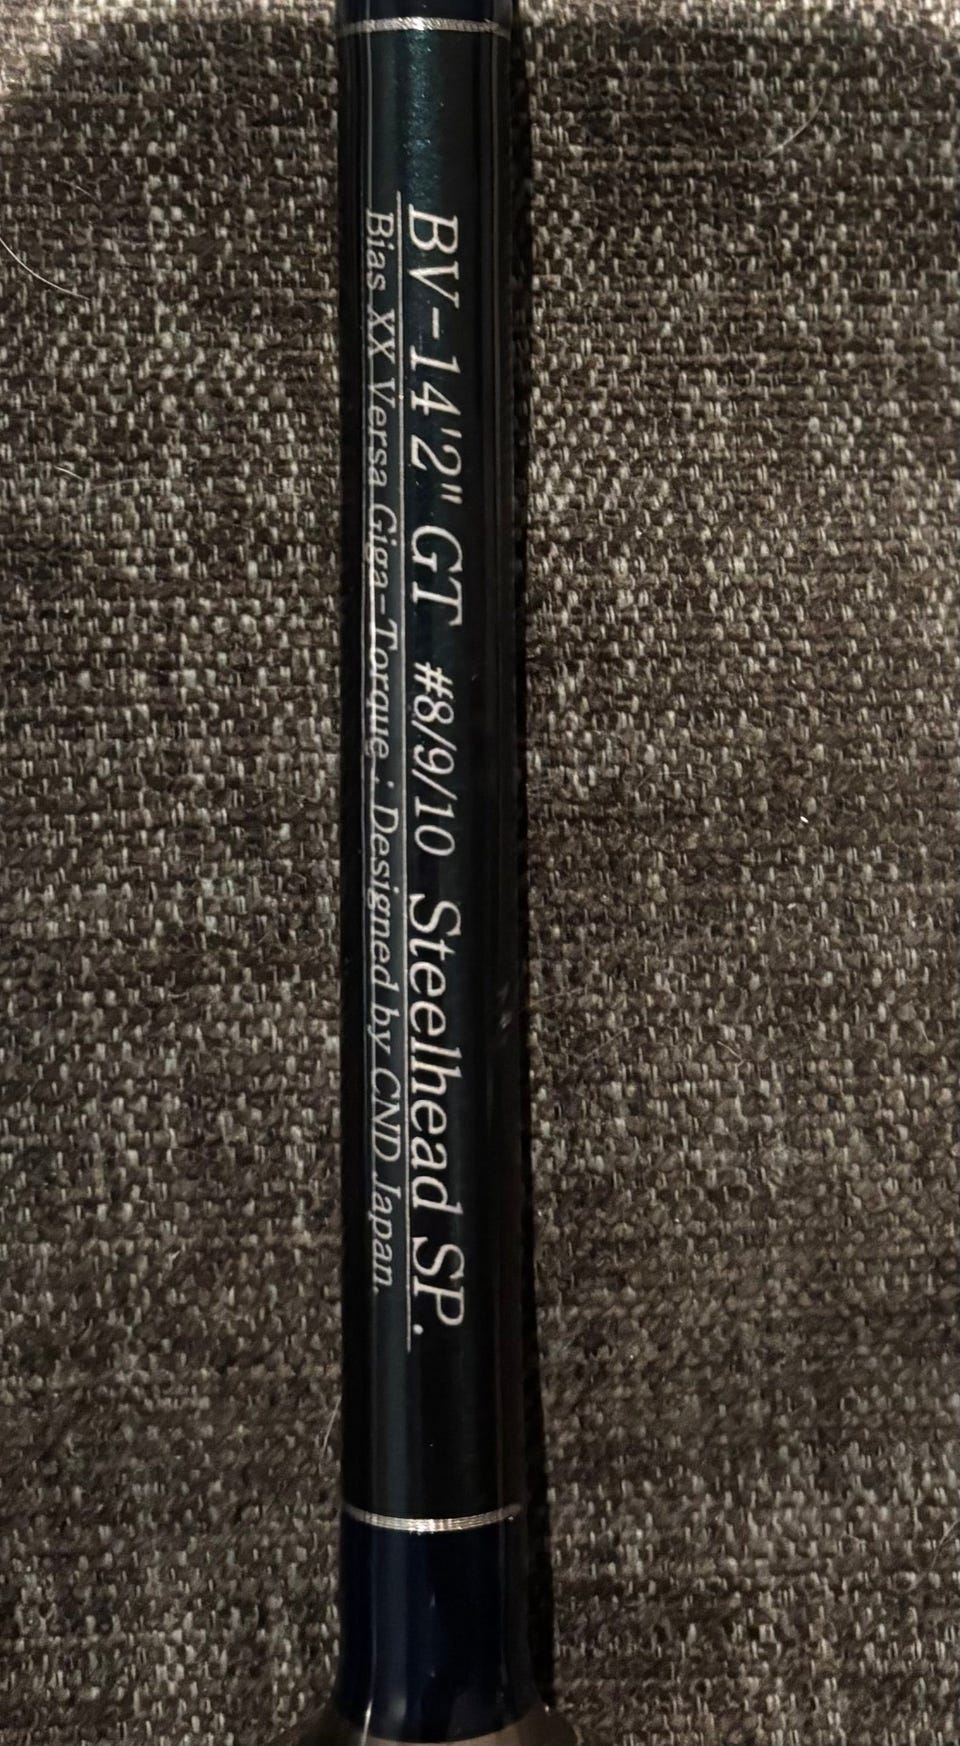 BV-14'2" GT #8/9/10 Steelhead SP.
Bias XX Versa Giga-Torque ; Designed by CND Japan.